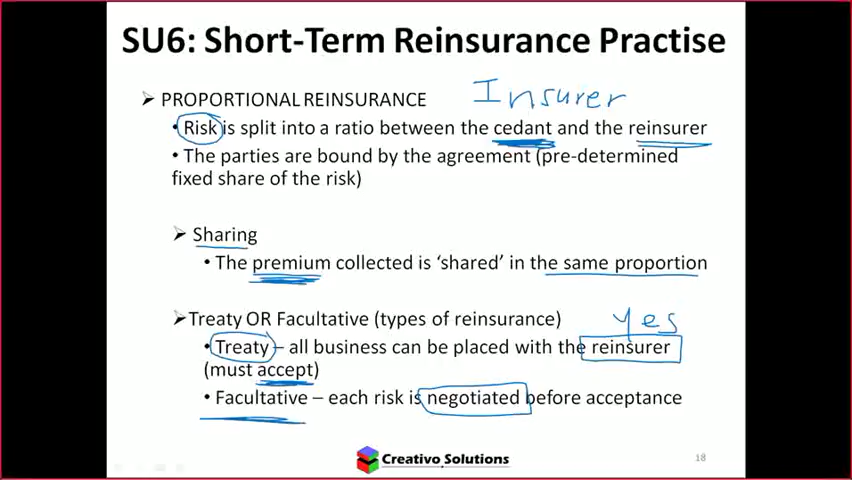 SU6: Short-Term Reinsurance Practise
➢ PROPORTIONAL REINSURANCE Insurer
• Risk is split into a ratio between the cedant and the reinsurer
• The parties are bound by the agreement (pre-determined
fixed share of the risk)
➢ Sharing
• The premium collected is ‘shared’ in the same proportion
➢Treaty OR Facultative (types of reinsurance) Yes
• Treaty – all business can be placed with the reinsurer
(must accept)
• Facultative – each risk is negotiated before acceptance
Creativo Solutions 18